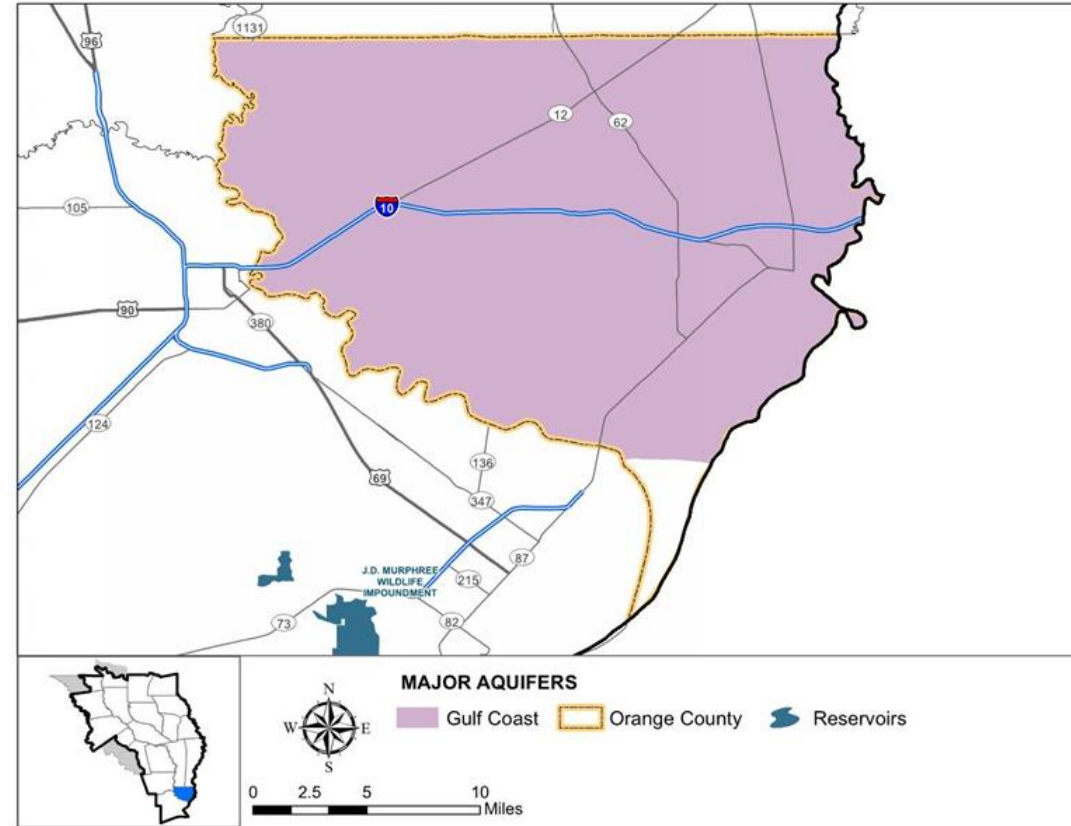 1131
96
12
62
105
10
90
380
124
136
69
347
87
J.D. MURPHREE
WILDLIFE
IMPOUNDMENT
215
73
82
MAJOR AQUIFERS
N
W E
S
Gulf Coast
Orange County
Reservoirs
0 2.5 5 10
Miles